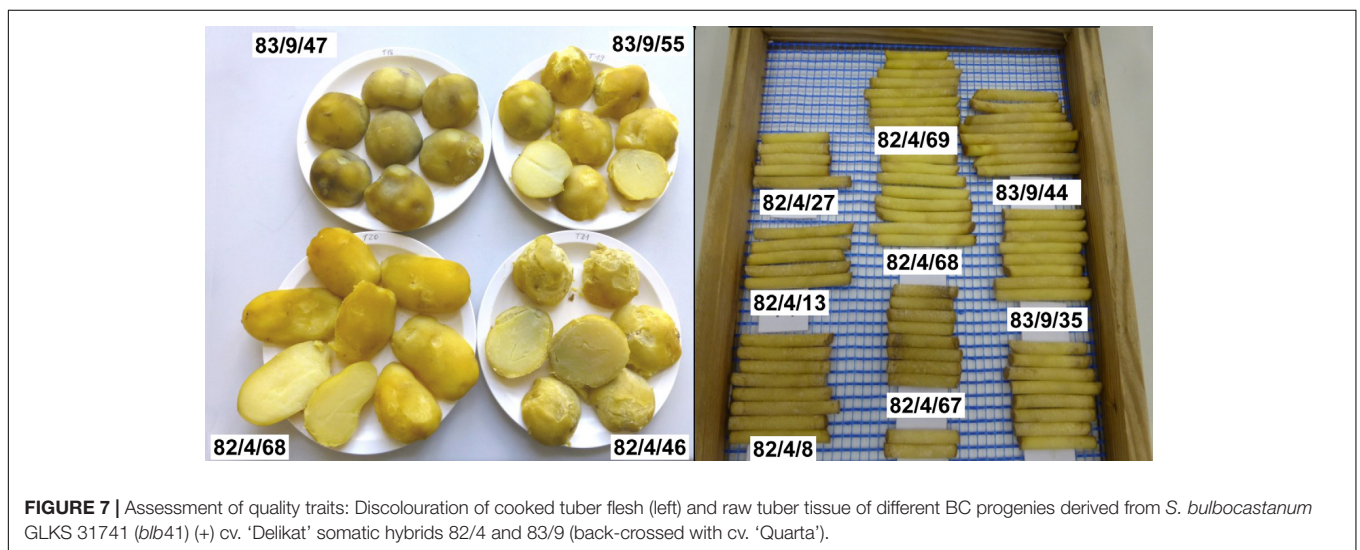 83/9/47
83/9/55
T18
T19
T20
T21
82/4/68
82/4/46
82/4/69
82/4/27
83/9/44
82/4/68
82/4/13
83/9/35
82/4/67
82/4/8
FIGURE 7 | Assessment of quality traits: Discolouration of cooked tuber flesh (left) and raw tuber tissue of different BC progenies derived from S. bulbocastanum
GLKS 31741 (blb41) (+) cv. ‘Delikat’ somatic hybrids 82/4 and 83/9 (back-crossed with cv. ‘Quarta’).